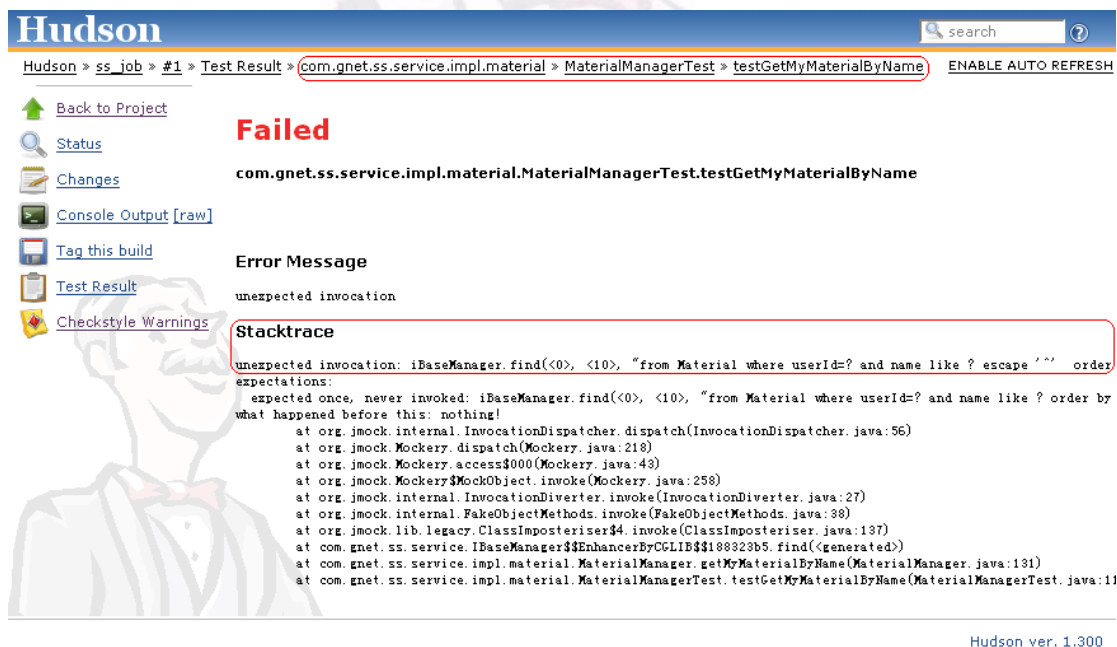 Hudson
search
Hudson » ss_job » #1 » Test Result » com.gnet.ss.service.impl.material » MaterialManagerTest » testGetMyMaterialByName ENABLE AUTO REFRESH
Back to Project
Status
Changes
Console Output [raw]
Tag this build
Test Result
Checkstyle Warnings
Failed
com.gnet.ss.service.impl.material.MaterialManagerTest.testGetMyMaterialByName
Error Message
unexpected invocation
Stacktrace
unexpected invocation: iBaseManager.find(<0>, <10>, "from Material where userId=? and name like ? escape '^' order
expectations:
expected once, never invoked: iBaseManager.find(<0>, <10>, "from Material where userId=? and name like ? order by
what happened before this: nothing!
at org.jmock.internal.InvocationDispatcher.dispatch(InvocationDispatcher.java:56)
at org.jmock.Mockery.dispatch(Mockery.java:218)
at org.jmock.Mockery.access$000(Mockery.java:43)
at org.jmock.Mockery$MockObject.invoke(Mockery.java:258)
at org.jmock.internal.InvocationDiverter.invoke(InvocationDiverter.java:27)
at org.jmock.internal.FakeObjectMethods.invoke(FakeObjectMethods.java:38)
at org.jmock.lib.legacy.ClassImposteriser$4.invoke(ClassImposteriser.java:137)
at com.gnet.ss.service.IBaseManager$$EnhancerByCGLIB$$188323b5.find(<generated>)
at com.gnet.ss.service.impl.material.MaterialManager.getMyMaterialByName(MaterialManager.java:131)
at com.gnet.ss.service.impl.material.MaterialManagerTest.testGetMyMaterialByName(MaterialManagerTest.java:11
Hudson ver. 1.300